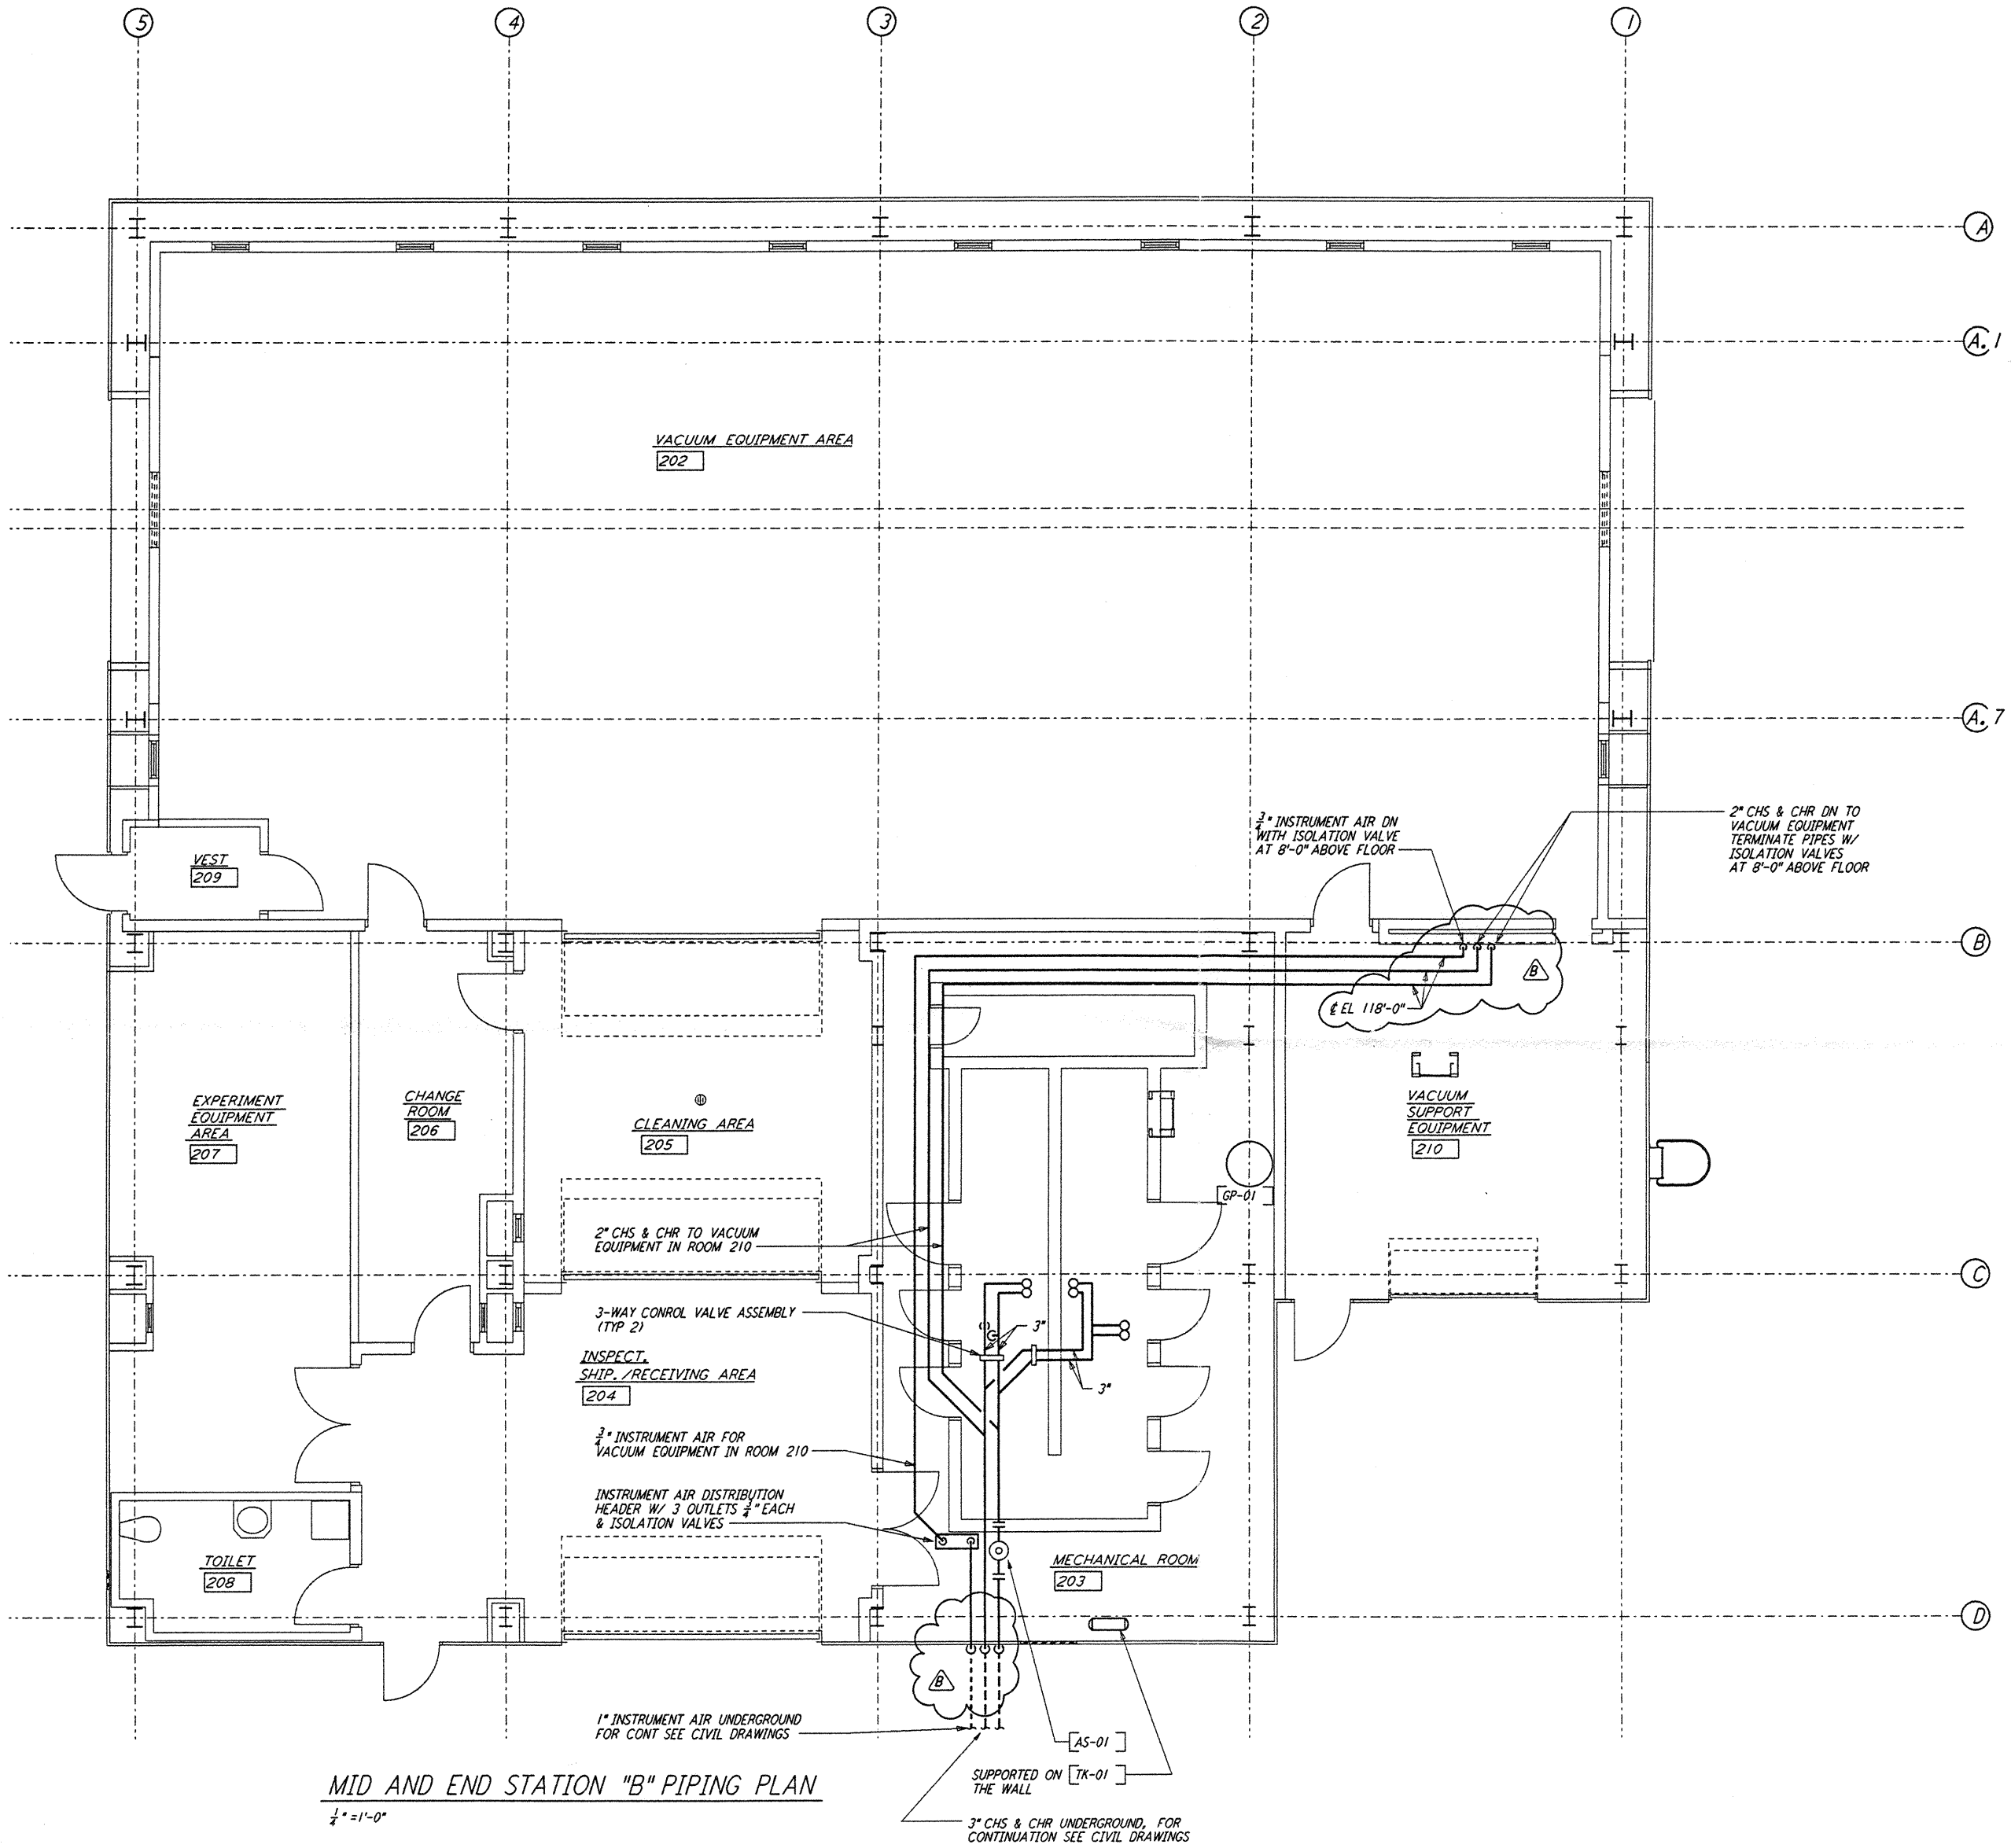 5
4
3
2
1
A
A.1
VACUUM EQUIPMENT AREA
202
A.7
3/4" INSTRUMENT AIR DN
WITH ISOLATION VALVE
AT 8'-0" ABOVE FLOOR
2" CHS & CHR DN TO
VACUUM EQUIPMENT
TERMINATE PIPES W/
ISOLATION VALVES
AT 8'-0" ABOVE FLOOR
VEST
209
B
B
℄ EL 118'-0"
EXPERIMENT
EQUIPMENT
AREA
207
CHANGE
ROOM
206
CLEANING AREA
205
VACUUM
SUPPORT
EQUIPMENT
210
GP-01
2" CHS & CHR TO VACUUM
EQUIPMENT IN ROOM 210
C
3-WAY CONROL VALVE ASSEMBLY
(TYP 2)
3"
3"
INSPECT.
SHIP./RECEIVING AREA
204
3/4" INSTRUMENT AIR FOR
VACUUM EQUIPMENT IN ROOM 210
INSTRUMENT AIR DISTRIBUTION
HEADER W/ 3 OUTLETS 3/4" EACH
& ISOLATION VALVES
TOILET
208
MECHANICAL ROOM
203
D
B
1" INSTRUMENT AIR UNDERGROUND
FOR CONT SEE CIVIL DRAWINGS
AS-01
SUPPORTED ON TK-01
THE WALL
3" CHS & CHR UNDERGROUND, FOR
CONTINUATION SEE CIVIL DRAWINGS
MID AND END STATION "B" PIPING PLAN
1/4" =1'-0"